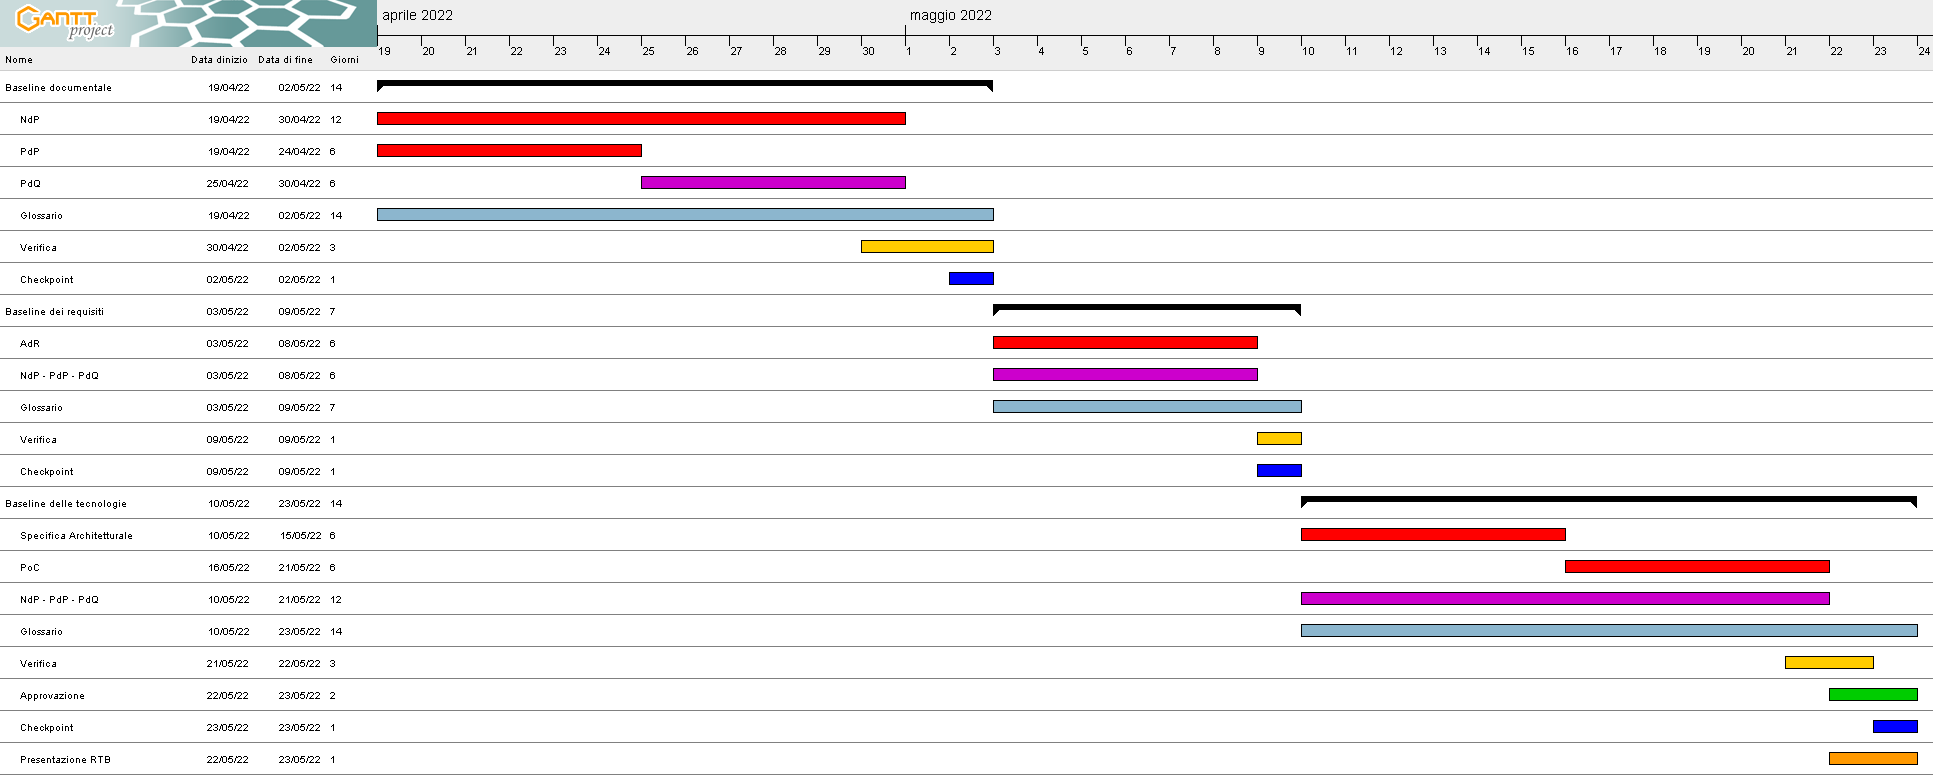 GANTT
project
aprile 2022
maggio 2022
19 20 21 22 23 24 25 26 27 28 29 30 1 2 3 4 5 6 7 8 9 10 11 12 13 14 15 16 17 18 19 20 21 22 23 24
Nome Data dinizio Data di fine Giorni
Baseline documentale 19/04/22 02/05/22 14
NdP 19/04/22 30/04/22 12
PdP 19/04/22 24/04/22 6
PdQ 25/04/22 30/04/22 6
Glossario 19/04/22 02/05/22 14
Verifica 30/04/22 02/05/22 3
Checkpoint 02/05/22 02/05/22 1
Baseline dei requisiti 03/05/22 09/05/22 7
AdR 03/05/22 08/05/22 6
NdP - PdP - PdQ 03/05/22 08/05/22 6
Glossario 03/05/22 09/05/22 7
Verifica 09/05/22 09/05/22 1
Checkpoint 09/05/22 09/05/22 1
Baseline delle tecnologie 10/05/22 23/05/22 14
Specifica Architetturale 10/05/22 15/05/22 6
PoC 16/05/22 21/05/22 6
NdP - PdP - PdQ 10/05/22 21/05/22 12
Glossario 10/05/22 23/05/22 14
Verifica 21/05/22 22/05/22 3
Approvazione 22/05/22 23/05/22 2
Checkpoint 23/05/22 23/05/22 1
Presentazione RTB 22/05/22 23/05/22 1